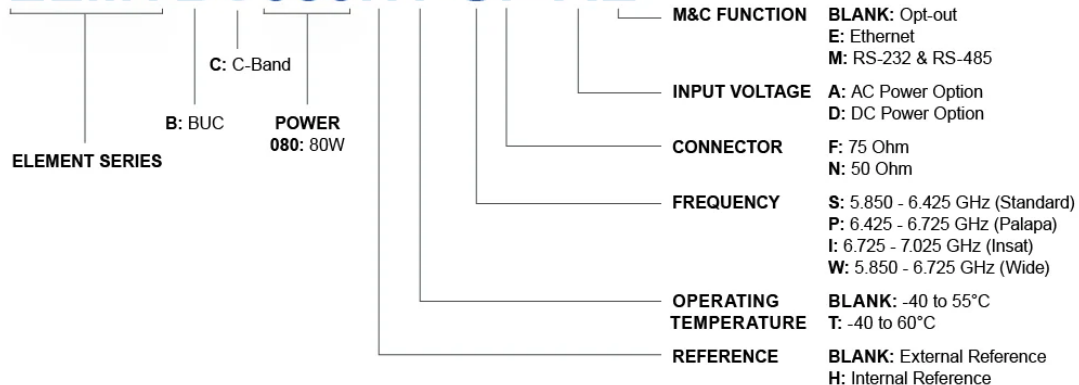 M&C FUNCTION BLANK: Opt-out
E: Ethernet
M: RS-232 & RS-485
C: C-Band
INPUT VOLTAGE A: AC Power Option
D: DC Power Option
B: BUC
POWER
080: 80W
CONNECTOR F: 75 Ohm
N: 50 Ohm
ELEMENT SERIES
FREQUENCY S: 5.850 - 6.425 GHz (Standard)
P: 6.425 - 6.725 GHz (Palapa)
I: 6.725 - 7.025 GHz (Insat)
W: 5.850 - 6.725 GHz (Wide)
OPERATING BLANK: -40 to 55°C
TEMPERATURE T: -40 to 60°C
REFERENCE BLANK: External Reference
H: Internal Reference